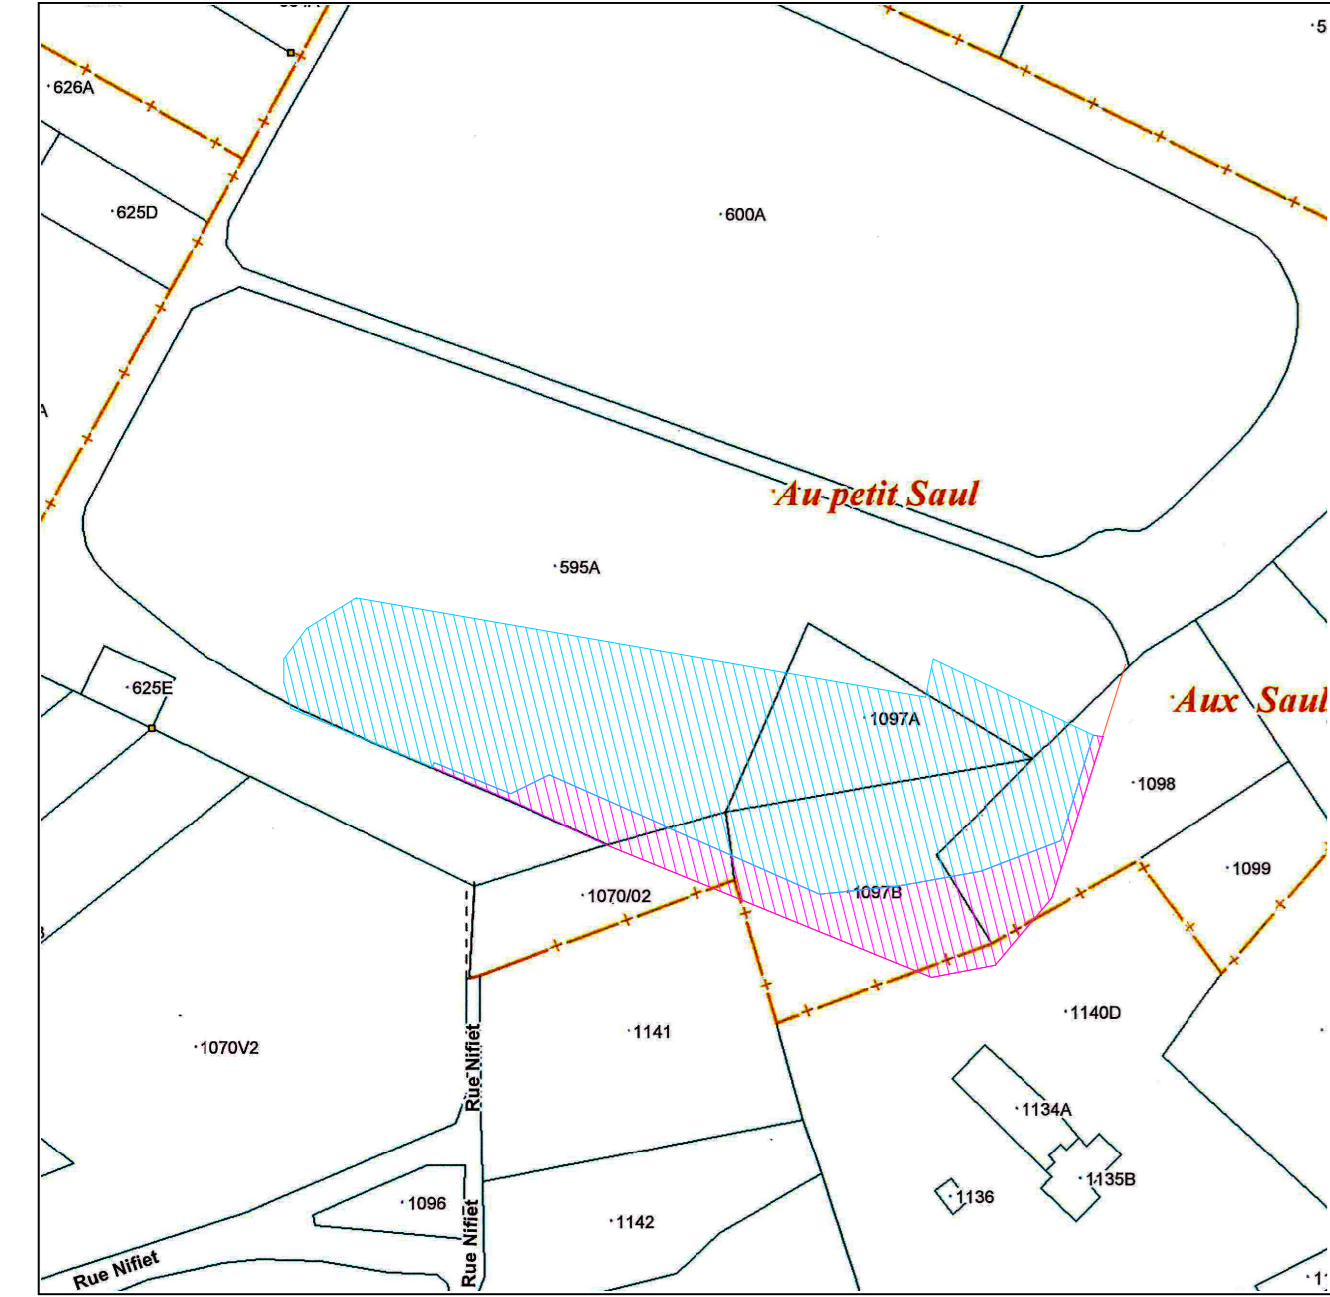 626A
625D
600A
Au petit Saul
595A
625E
1097A
Aux Saul
1098
1099
1070/02
1097B
1140D
1141
1070V2
Rue Nifiet
1134A
1135B
1136
1096
1142
Rue Nifiet
Rue Nifiet